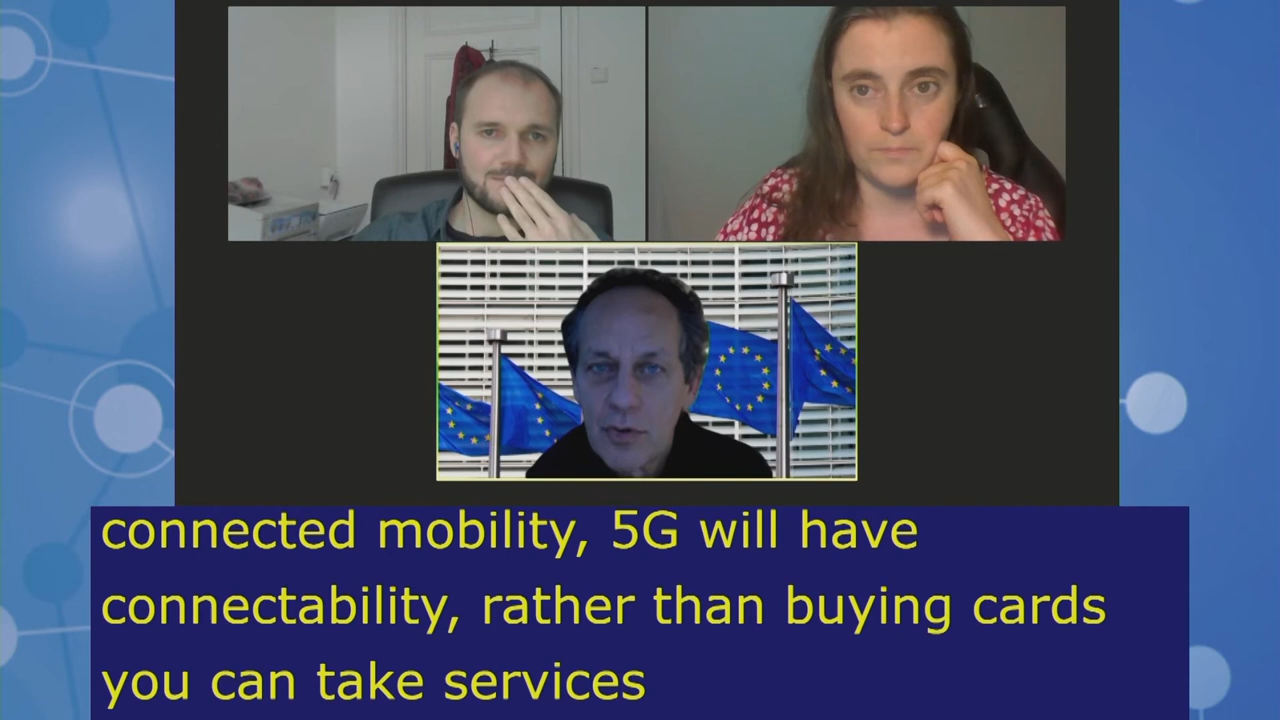 connected mobility, 5G will have
connectability, rather than buying cards
you can take services